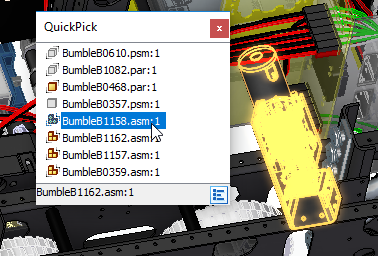 QuickPick
BumbleB0610.psm:1
BumbleB1082.par:1
BumbleB0468.par:1
BumbleB0357.psm:1
BumbleB1158.asm:1
BumbleB1162.asm:1
BumbleB1157.asm:1
BumbleB0359.asm:1
BumbleB1162.asm:1